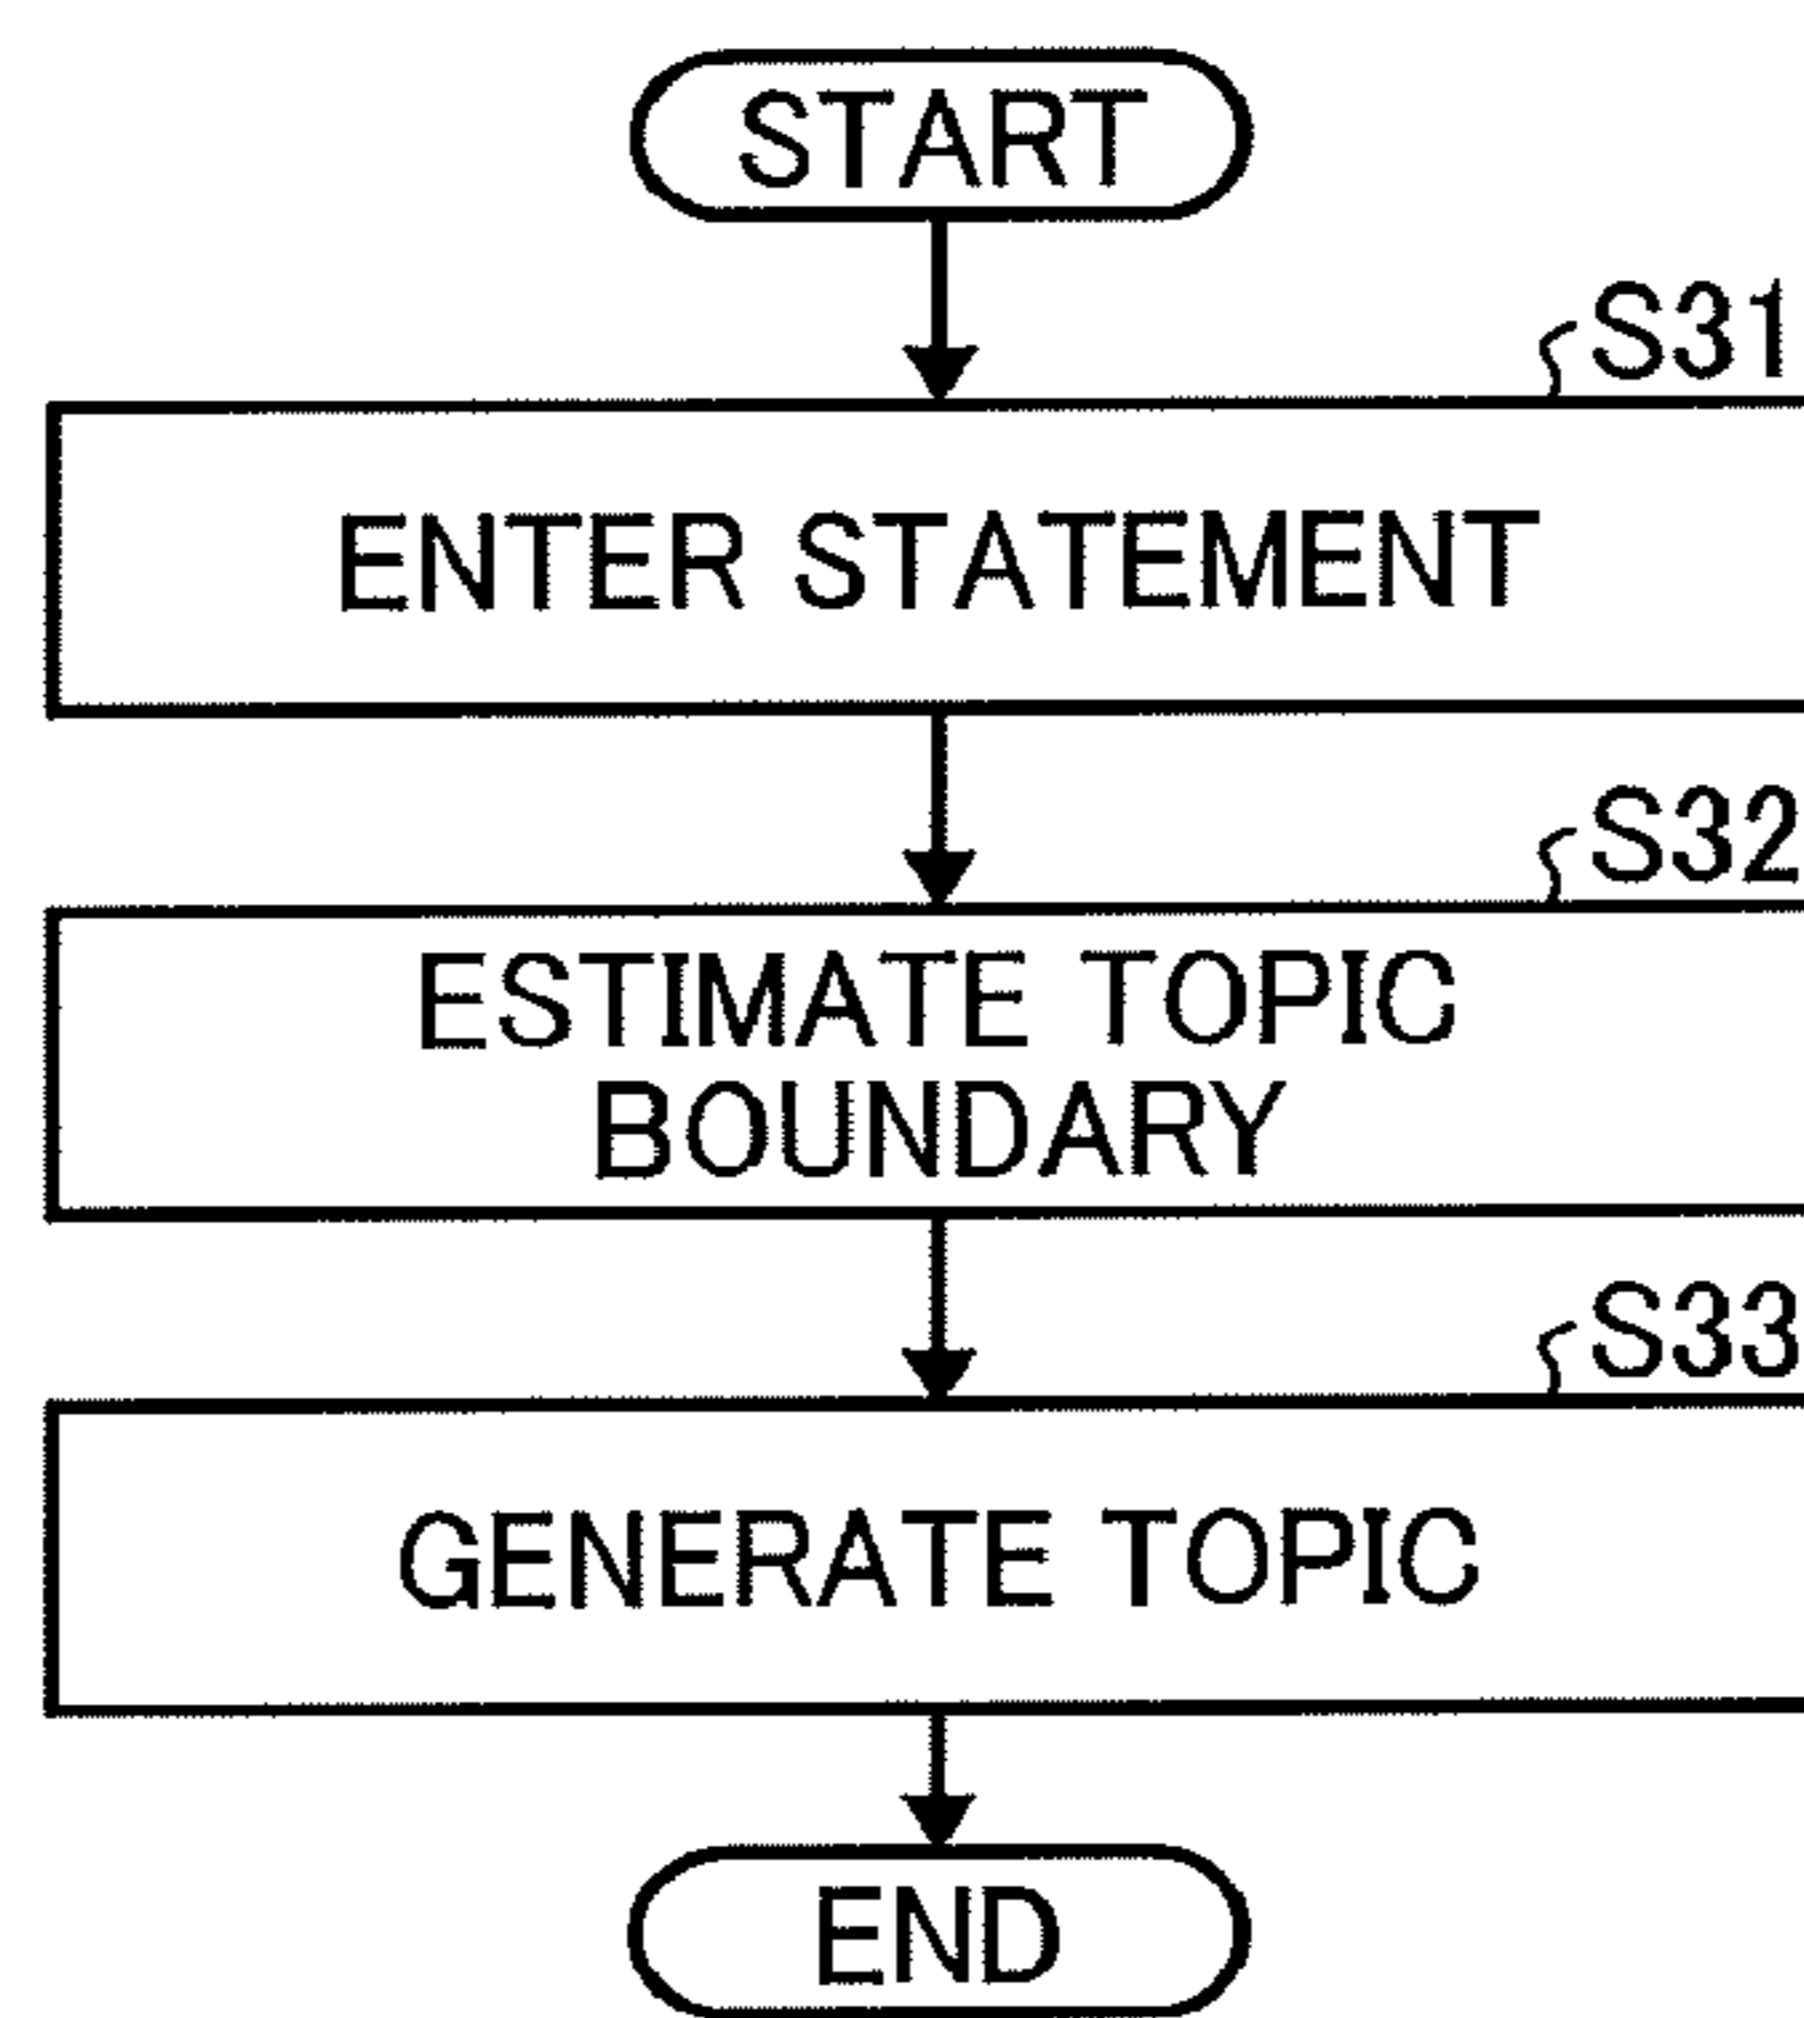 START
S31
ENTER STATEMENT
S32
ESTIMATE TOPIC
BOUNDARY
S33
GENERATE TOPIC
END